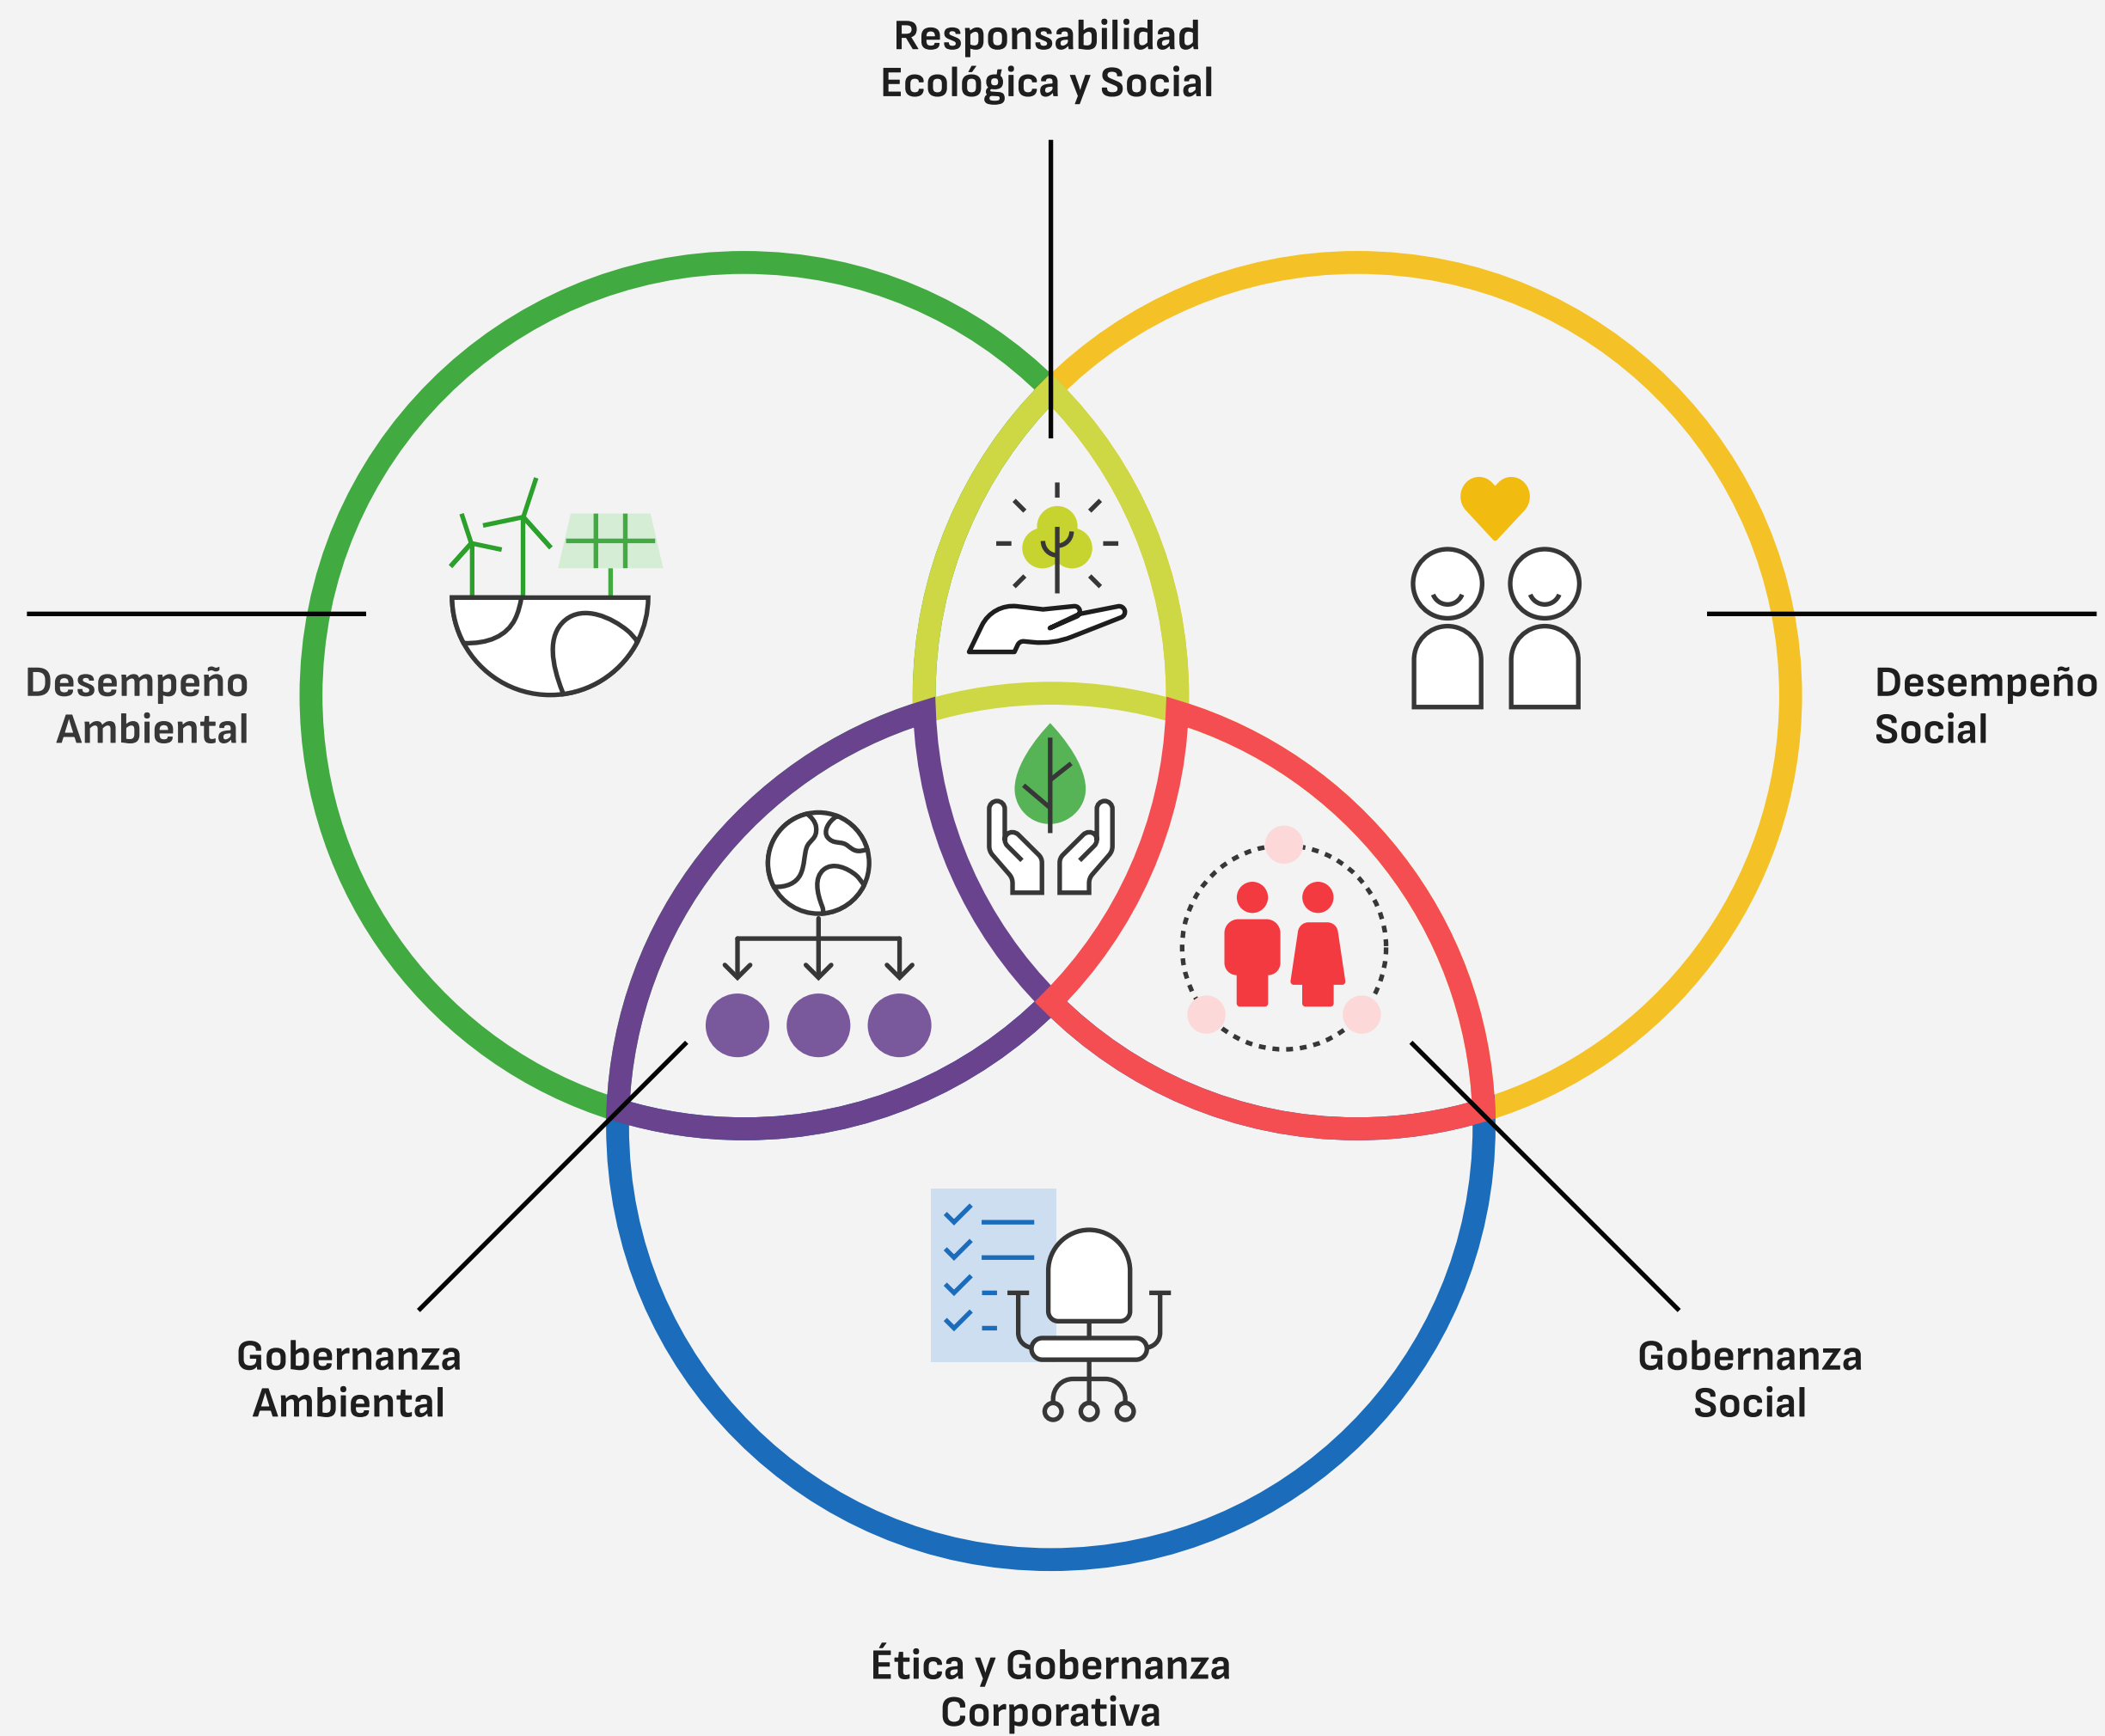 Responsabilidad
Ecológica y Social
Desempeño
Ambiental
Desempeño
Social
Gobernanza
Ambiental
Gobernanza
Social
Ética y Gobernanza
Corporativa